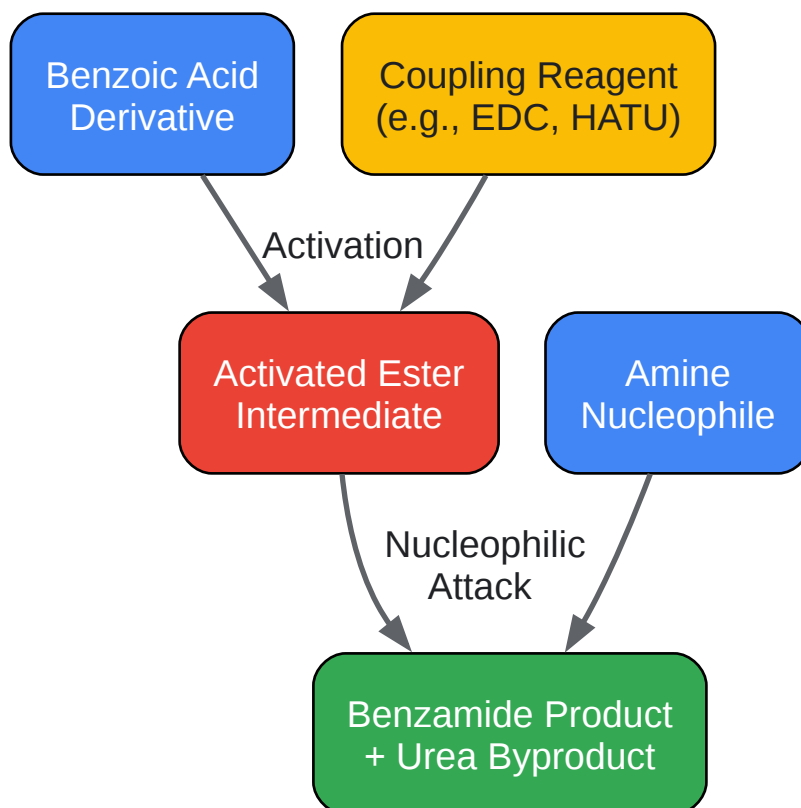 Benzoic Acid
Derivative
Coupling Reagent
(e.g., EDC, HATU)
Activation
Activated Ester
Intermediate
Amine
Nucleophile
Nucleophilic
Attack
Benzamide Product
+ Urea Byproduct